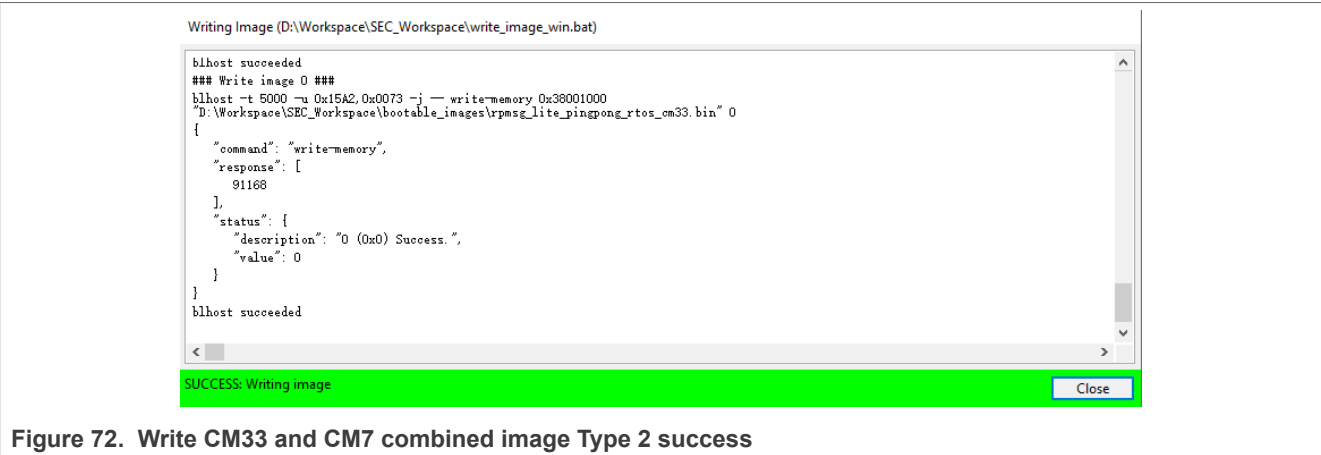 Writing Image (D:\Workspace\SEC_Workspace\write_image_win.bat)
blhost succeeded
### Write image 0 ###
blhost -t 5000 -u 0x15A2,0x0073 -j -- write-memory 0x38001000
"D:\Workspace\SEC_Workspace\bootable_images\rpmsg_lite_pingpong_rtos_cm33.bin" 0
{
"command": "write-memory",
"response": [
91168
],
"status": {
"description": "0 (0x0) Success.",
"value": 0
}
}
blhost succeeded
SUCCESS: Writing image
Close
Figure 72. Write CM33 and CM7 combined image Type 2 success